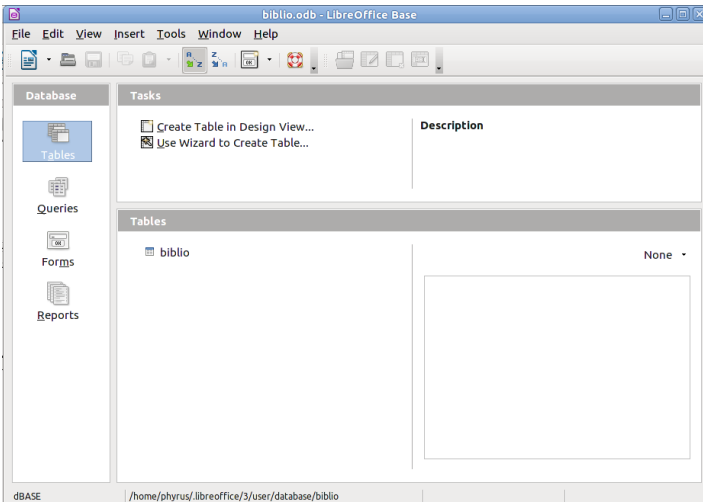 biblio.odb - LibreOffice Base
File Edit View Insert Tools Window Help
Database
Tables
Queries
Forms
Reports
Tasks
Create Table in Design View...
Use Wizard to Create Table...
Description
Tables
biblio
None
dBASE
/home/phyrus/.libreoffice/3/user/database/biblio